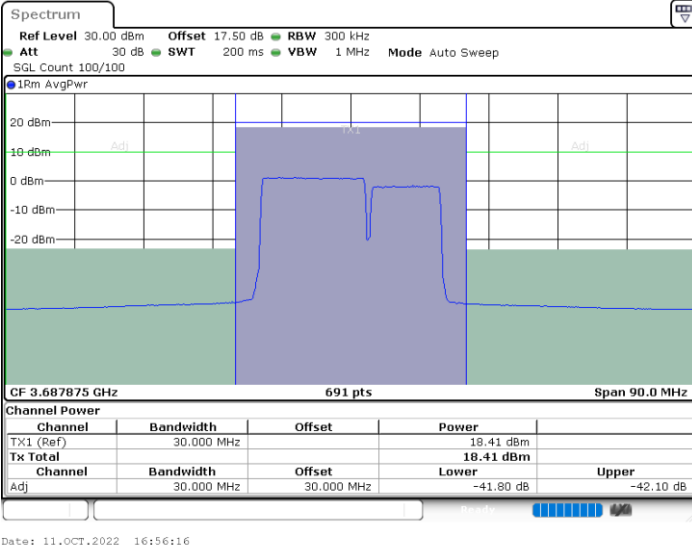 Spectrum
Ref Level 30.00 dBm Offset 17.50 dB RBW 300 kHz
Att 30 dB SWT 200 ms VBW 1 MHz Mode Auto Sweep
SGL Count 100/100
1Rm AvgPwr
TX1
20 dBm
Adj Adj
10 dBm
0 dBm
-10 dBm
-20 dBm
CF 3.687875 GHz 691 pts Span 90.0 MHz
Channel Power
Channel Bandwidth Offset Power
TX1 (Ref) 30.000 MHz 18.41 dBm
Tx Total 18.41 dBm
Channel Bandwidth Offset Lower Upper
Adj 30.000 MHz 30.000 MHz -41.80 dB -42.10 dB
Ready
Date: 11.OCT.2022 16:56:16